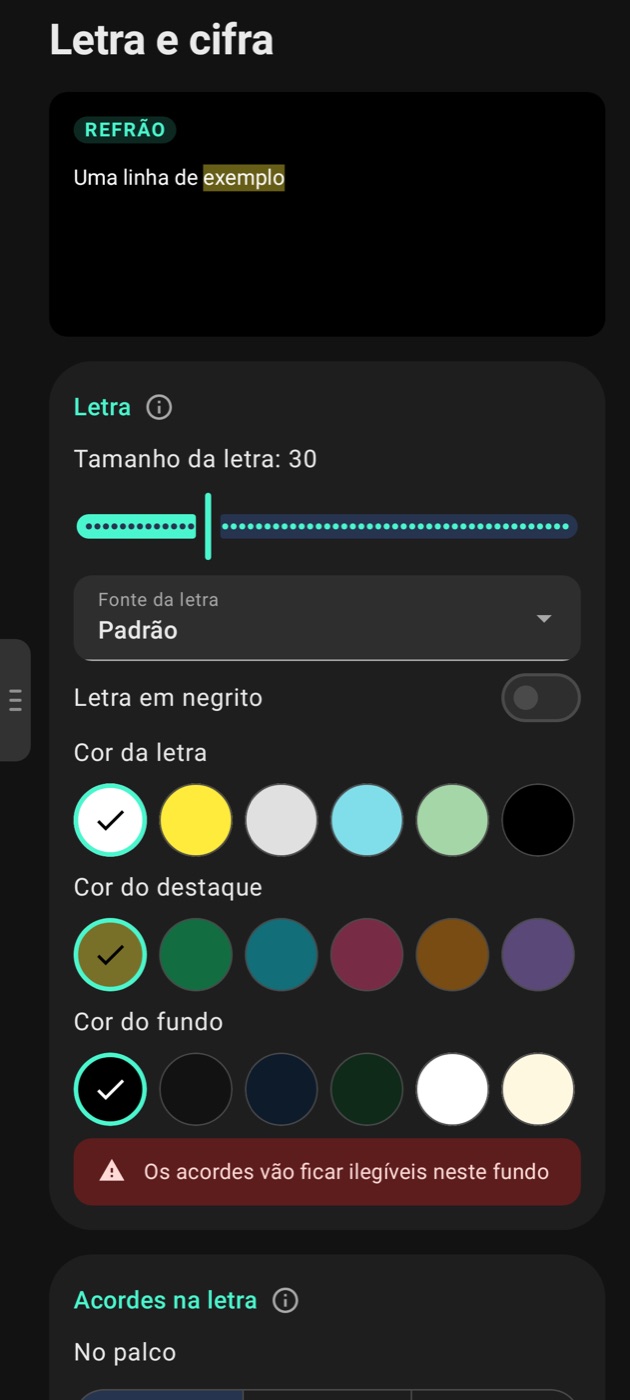 Letra e cifra
REFRÃO
Uma linha de exemplo
Letra
Tamanho da letra: 30
Fonte da letra
Padrão
Letra em negrito
Cor da letra
Cor do destaque
Cor do fundo
Os acordes vão ficar ilegíveis neste fundo
Acordes na letra
No palco